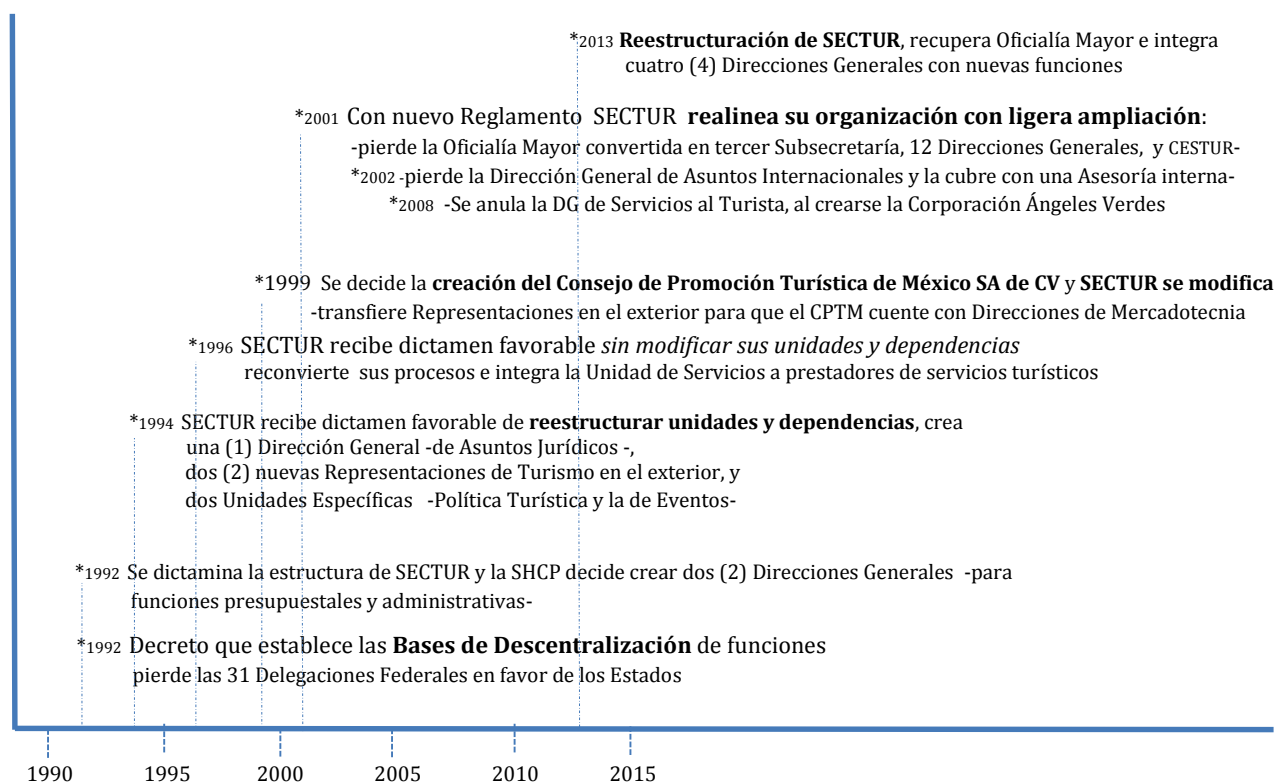 *2013 Reestructuración de SECTUR, recupera Oficialía Mayor e integra
cuatro (4) Direcciones Generales con nuevas funciones
*2001 Con nuevo Reglamento SECTUR realinea su organización con ligera ampliación:
-pierde la Oficialía Mayor convertida en tercer Subsecretaría, 12 Direcciones Generales, y CESTUR-
*2002 -pierde la Dirección General de Asuntos Internacionales y la cubre con una Asesoría interna-
*2008 -Se anula la DG de Servicios al Turista, al crearse la Corporación Ángeles Verdes
*1999 Se decide la creación del Consejo de Promoción Turística de México SA de CV y SECTUR se modifica
-transfiere Representaciones en el exterior para que el CPTM cuente con Direcciones de Mercadotecnia
*1996 SECTUR recibe dictamen favorable sin modificar sus unidades y dependencias
reconvierte sus procesos e integra la Unidad de Servicios a prestadores de servicios turísticos
*1994 SECTUR recibe dictamen favorable de reestructurar unidades y dependencias, crea
una (1) Dirección General -de Asuntos Jurídicos -,
dos (2) nuevas Representaciones de Turismo en el exterior, y
dos Unidades Específicas -Política Turística y la de Eventos-
*1992 Se dictamina la estructura de SECTUR y la SHCP decide crear dos (2) Direcciones Generales -para
funciones presupuestales y administrativas-
*1992 Decreto que establece las Bases de Descentralización de funciones
pierde las 31 Delegaciones Federales en favor de los Estados
1990 1995 2000 2005 2010 2015